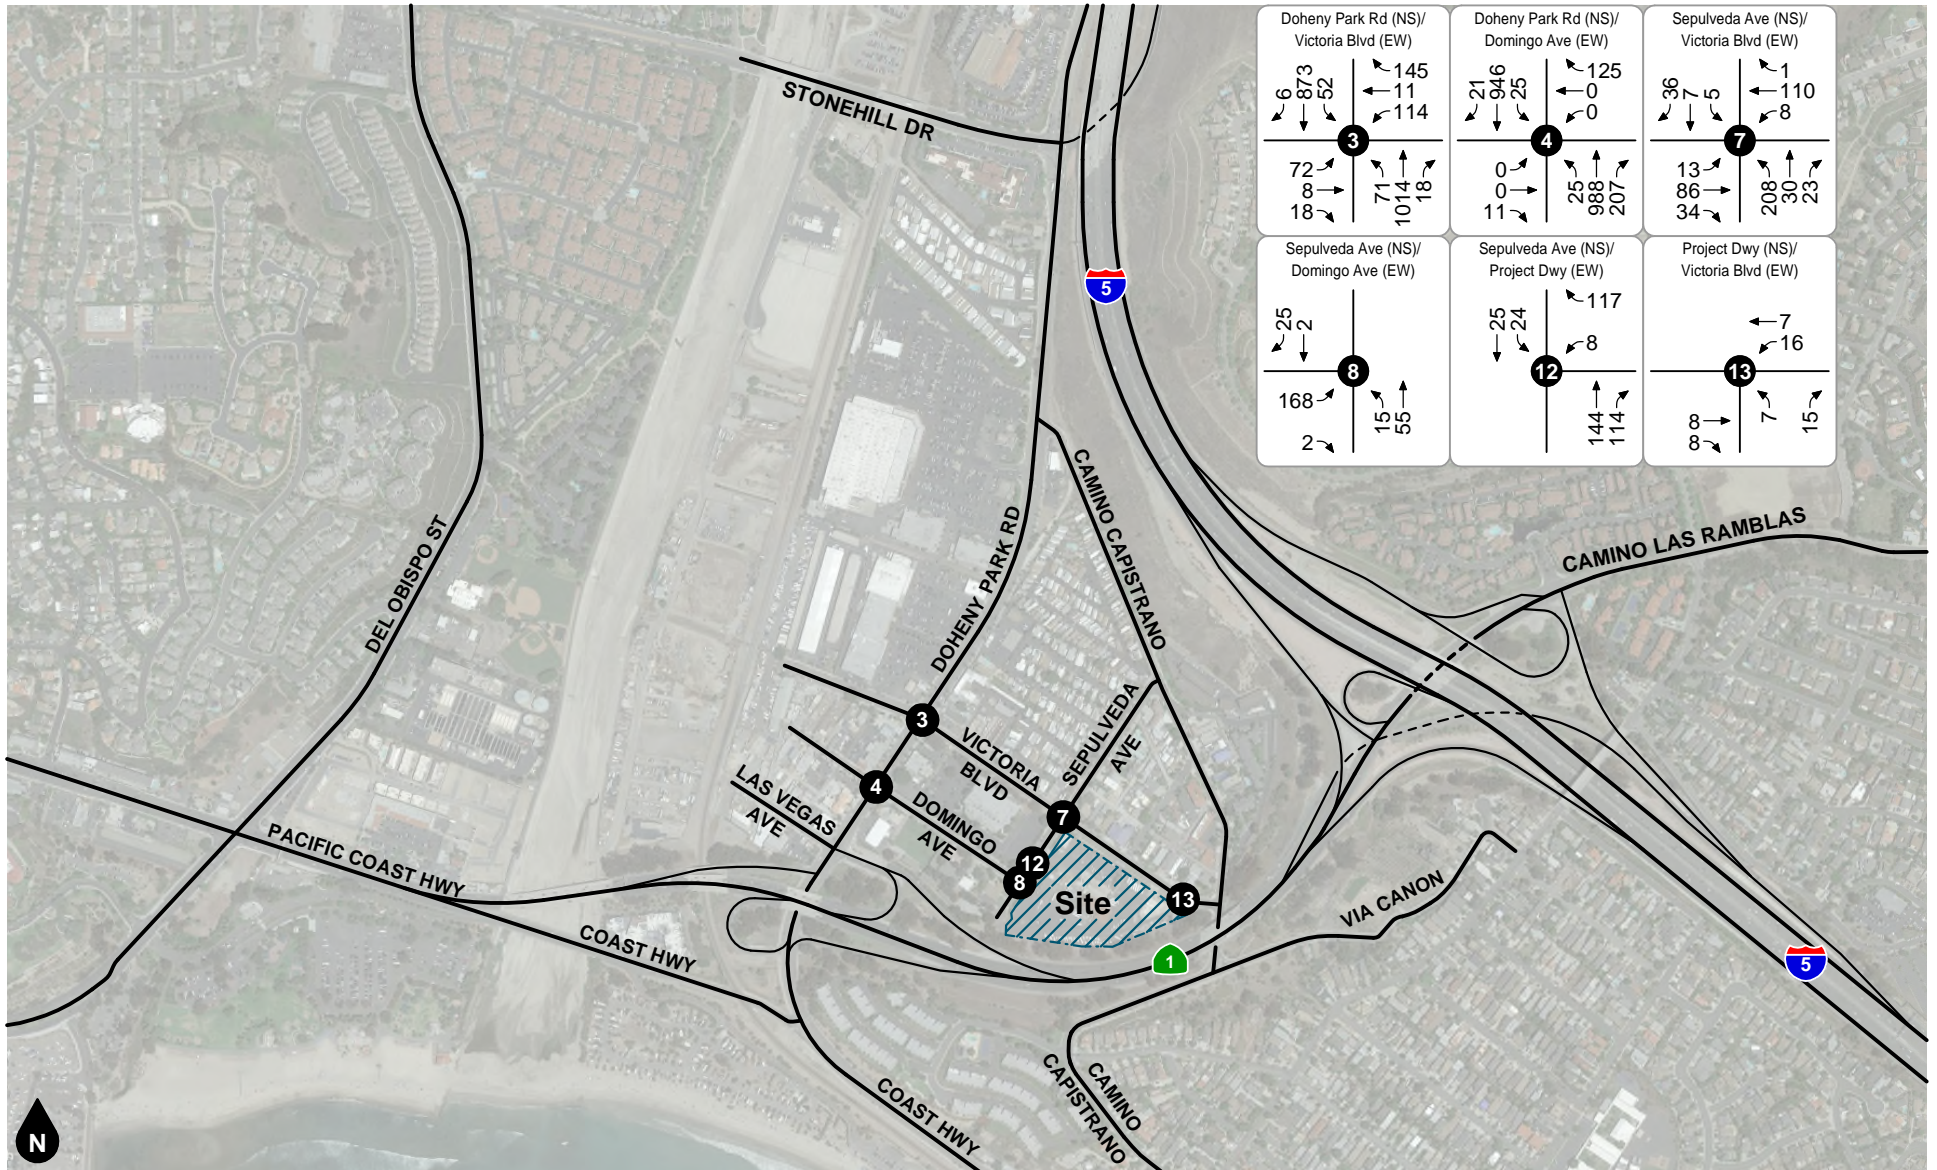 Doheny Park Rd (NS)/
Victoria Blvd (EW)
6
873
52
145
11
114
3
72
8
18
71
1014
18
Doheny Park Rd (NS)/
Domingo Ave (EW)
21
946
25
125
0
0
4
0
0
11
25
988
207
Sepulveda Ave (NS)/
Victoria Blvd (EW)
36
7
5
1
110
8
7
13
86
34
208
30
23
Sepulveda Ave (NS)/
Domingo Ave (EW)
25
2
8
168
2
15
55
Sepulveda Ave (NS)/
Project Dwy (EW)
25
24
117
8
12
144
114
Project Dwy (NS)/
Victoria Blvd (EW)
7
16
13
8
8
7
15
STONEHILL DR
5
DEL OBISPO ST
DOHENY PARK RD
CAMINO CAPISTRANO
CAMINO LAS RAMBLAS
3
VICTORIA
BLVD
SEPULVEDA
AVE
4
LAS VEGAS
AVE
DOMINGO
AVE
7
12
8
Site
13
PACIFIC COAST HWY
COAST HWY
VIA CANON
1
5
CAMINO
CAPISTRANO
COAST HWY
N